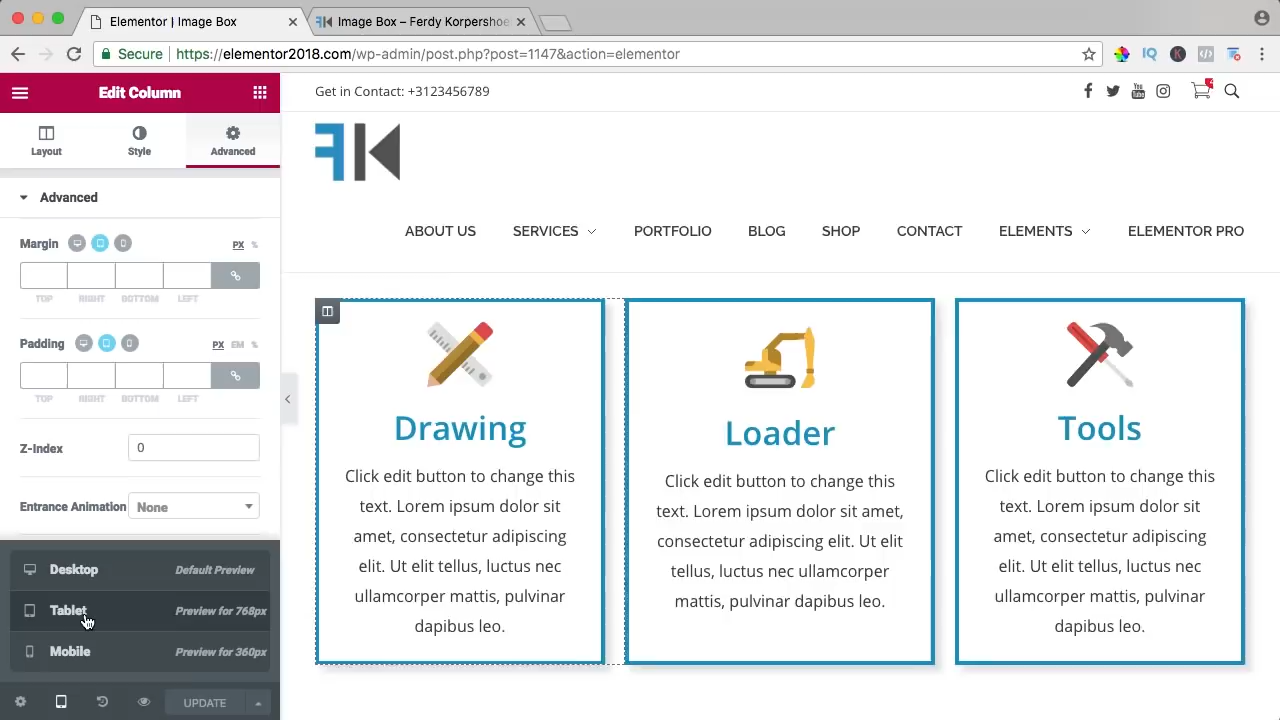 Elementor | Image Box
Image Box – Ferdy Korpershoe
Secure
https://elementor2018.com/wp-admin/post.php?post=1147&action=elementor
Edit Column
Layout
Style
Advanced
Advanced
Margin
PX %
TOP RIGHT BOTTOM LEFT
Padding
PX EM %
TOP RIGHT BOTTOM LEFT
Z-Index
0
Entrance Animation
None
Desktop
Default Preview
Tablet
Preview for 768px
Mobile
Preview for 360px
UPDATE
Get in Contact: +3123456789
You
Tube
FK
ABOUT US
SERVICES
PORTFOLIO
BLOG
SHOP
CONTACT
ELEMENTS
ELEMENTOR PRO
Drawing
Click edit button to change this
text. Lorem ipsum dolor sit
amet, consectetur adipiscing
elit. Ut elit tellus, luctus nec
ullamcorper mattis, pulvinar
dapibus leo.
Loader
Click edit button to change this
text. Lorem ipsum dolor sit amet,
consectetur adipiscing elit. Ut elit
tellus, luctus nec ullamcorper
mattis, pulvinar dapibus leo.
Tools
Click edit button to change this
text. Lorem ipsum dolor sit
amet, consectetur adipiscing
elit. Ut elit tellus, luctus nec
ullamcorper mattis, pulvinar
dapibus leo.